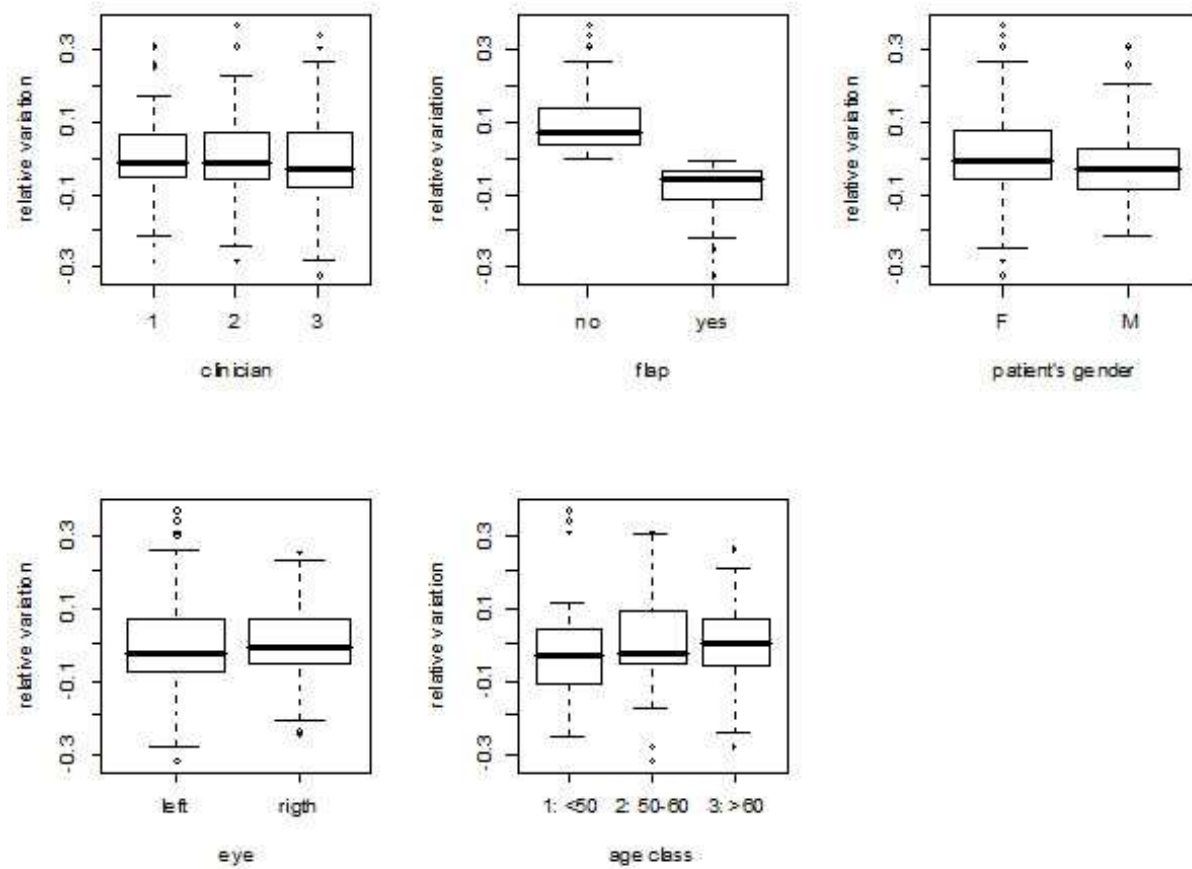 relative variation
0.3
0.1
-0.1
-0.3
1 2 3
clinician
relative variation
0.3
0.1
-0.1
-0.3
no yes
flap
relative variation
0.3
0.1
-0.1
-0.3
F M
patient's gender
relative variation
0.3
0.1
-0.1
-0.3
left rigth
eye
relative variation
0.3
0.1
-0.1
-0.3
1: <50 2: 50-60 3: >60
age class